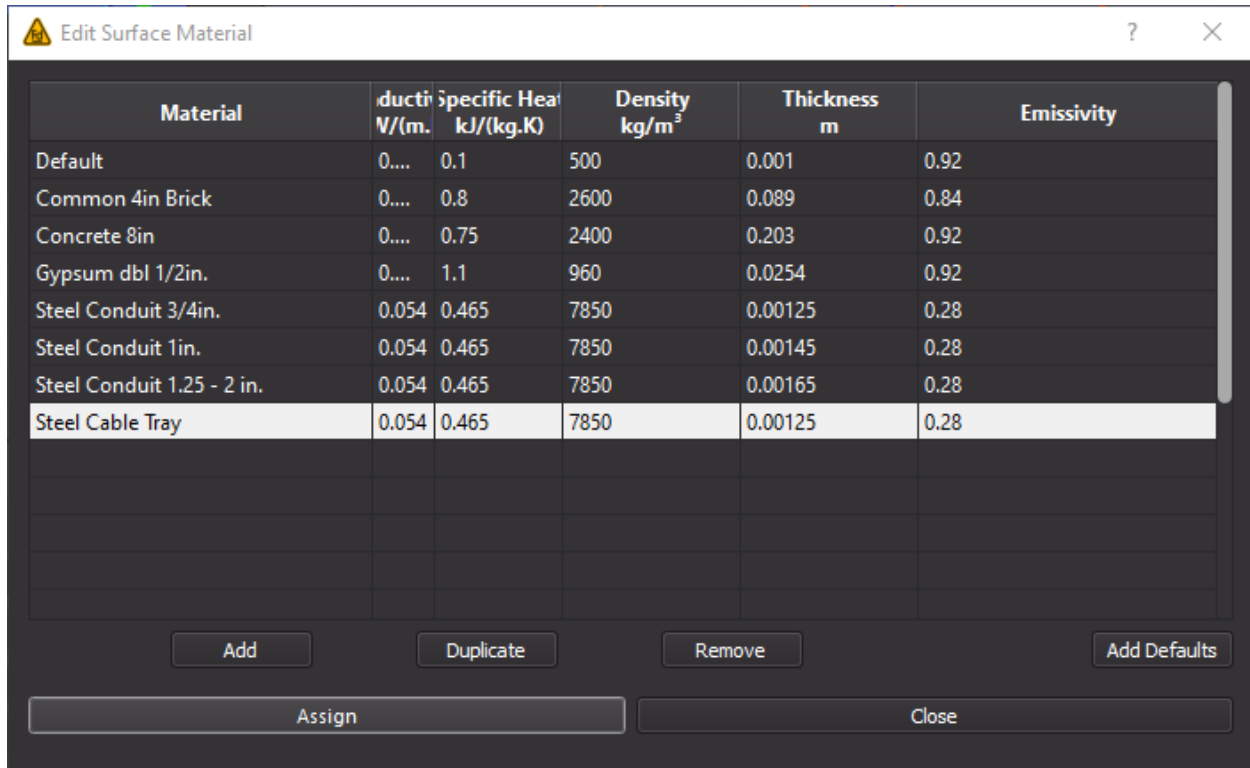 Edit Surface Material ? ×
Material ducti Specific Heat Density Thickness Emissivity
W/(m. kJ/(kg.K) kg/m³ m
Default 0.... 0.1 500 0.001 0.92
Common 4in Brick 0.... 0.8 2600 0.089 0.84
Concrete 8in 0.... 0.75 2400 0.203 0.92
Gypsum dbl 1/2in. 0.... 1.1 960 0.0254 0.92
Steel Conduit 3/4in. 0.054 0.465 7850 0.00125 0.28
Steel Conduit 1in. 0.054 0.465 7850 0.00145 0.28
Steel Conduit 1.25 - 2 in. 0.054 0.465 7850 0.00165 0.28
Steel Cable Tray 0.054 0.465 7850 0.00125 0.28
Add Duplicate Remove Add Defaults
Assign Close